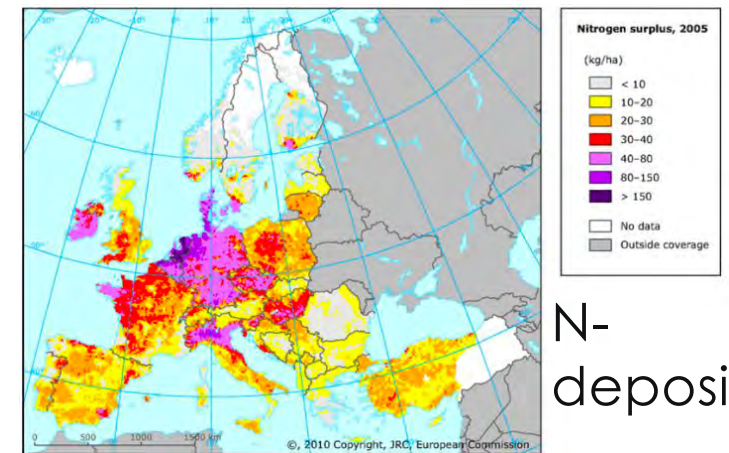 Nitrogen surplus, 2005
(kg/ha)
< 10
10–20
20–30
30–40
40–80
80–150
> 150
No data
Outside coverage
N-
deposi
0 500 1000 1500 km
©, 2010 Copyright, JRC, European Commission